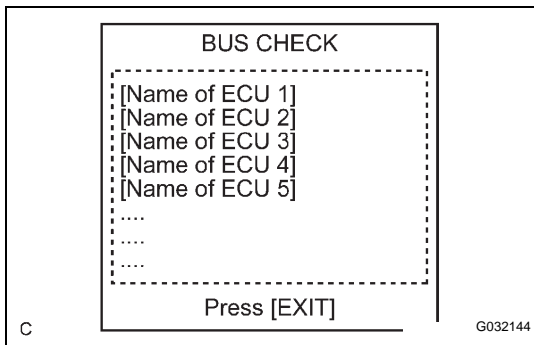 BUS CHECK
[Name of ECU 1]
[Name of ECU 2]
[Name of ECU 3]
[Name of ECU 4]
[Name of ECU 5]
....
....
....
Press [EXIT]
C
G032144